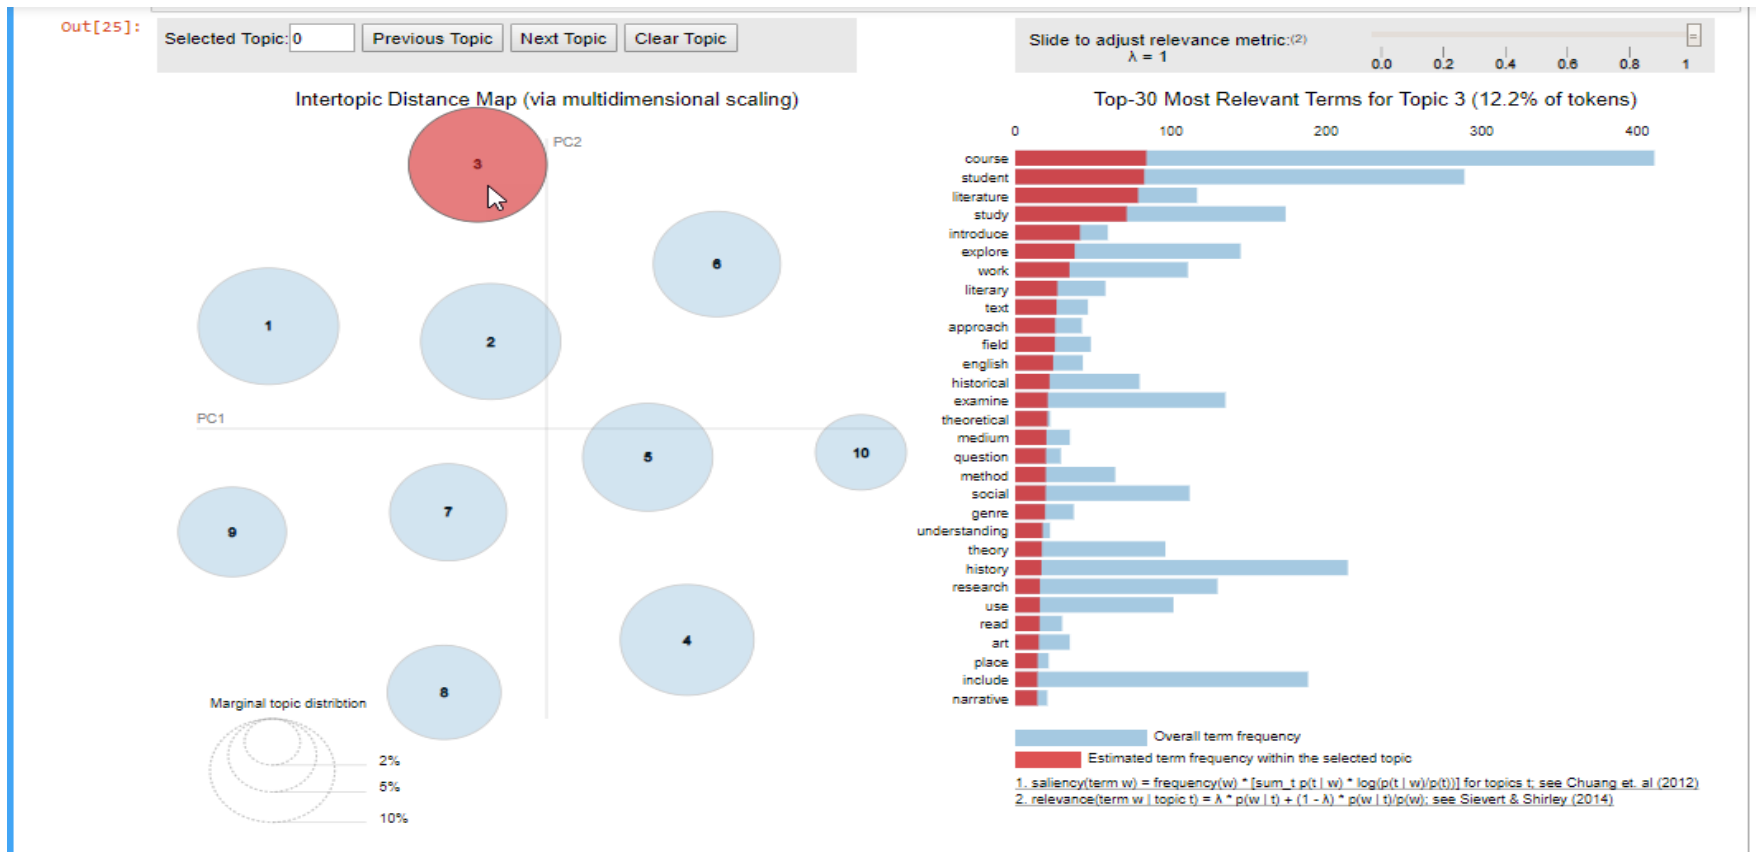 Out[25]:
Selected Topic: 0 Previous Topic Next Topic Clear Topic
Slide to adjust relevance metric:(2)
λ = 1
0.0 0.2 0.4 0.6 0.8 1
Intertopic Distance Map (via multidimensional scaling)
PC2
3
6
1
2
PC1
5
10
7
9
4
8
Marginal topic distribtion
2%
5%
10%
Top-30 Most Relevant Terms for Topic 3 (12.2% of tokens)
0 100 200 300 400
course
student
literature
study
introduce
explore
work
literary
text
approach
field
english
historical
examine
theoretical
medium
question
method
social
genre
understanding
theory
history
research
use
read
art
place
include
narrative
Overall term frequency
Estimated term frequency within the selected topic
1. saliency(term w) = frequency(w) * [sum_t p(t | w) * log(p(t | w)/p(t))] for topics t; see Chuang et. al (2012)
2. relevance(term w | topic t) = λ * p(w | t) + (1 - λ) * p(w | t)/p(w); see Sievert & Shirley (2014)